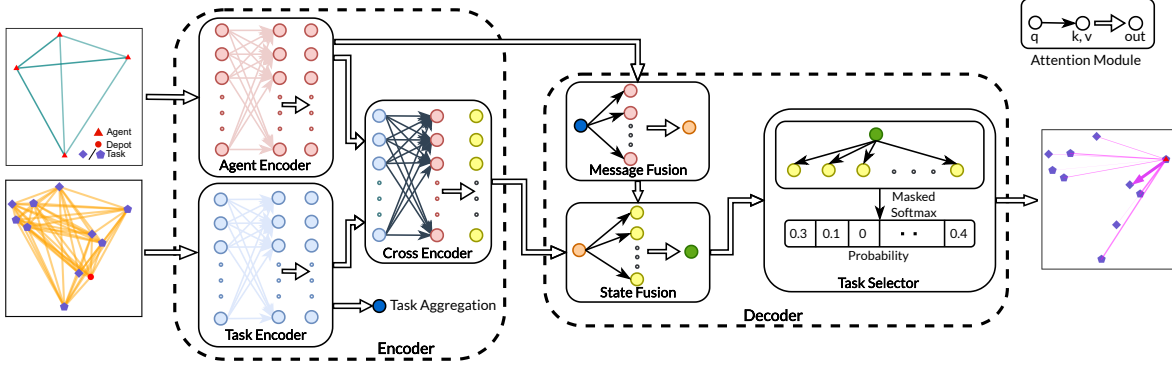 Agent
Depot
/ Task
Agent Encoder
Task Encoder
Cross Encoder
Task Aggregation
Encoder
Message Fusion
State Fusion
Masked
Softmax
0.3 0.1 0 .. 0.4
Probability
Task Selector
Decoder
q k, v out
Attention Module